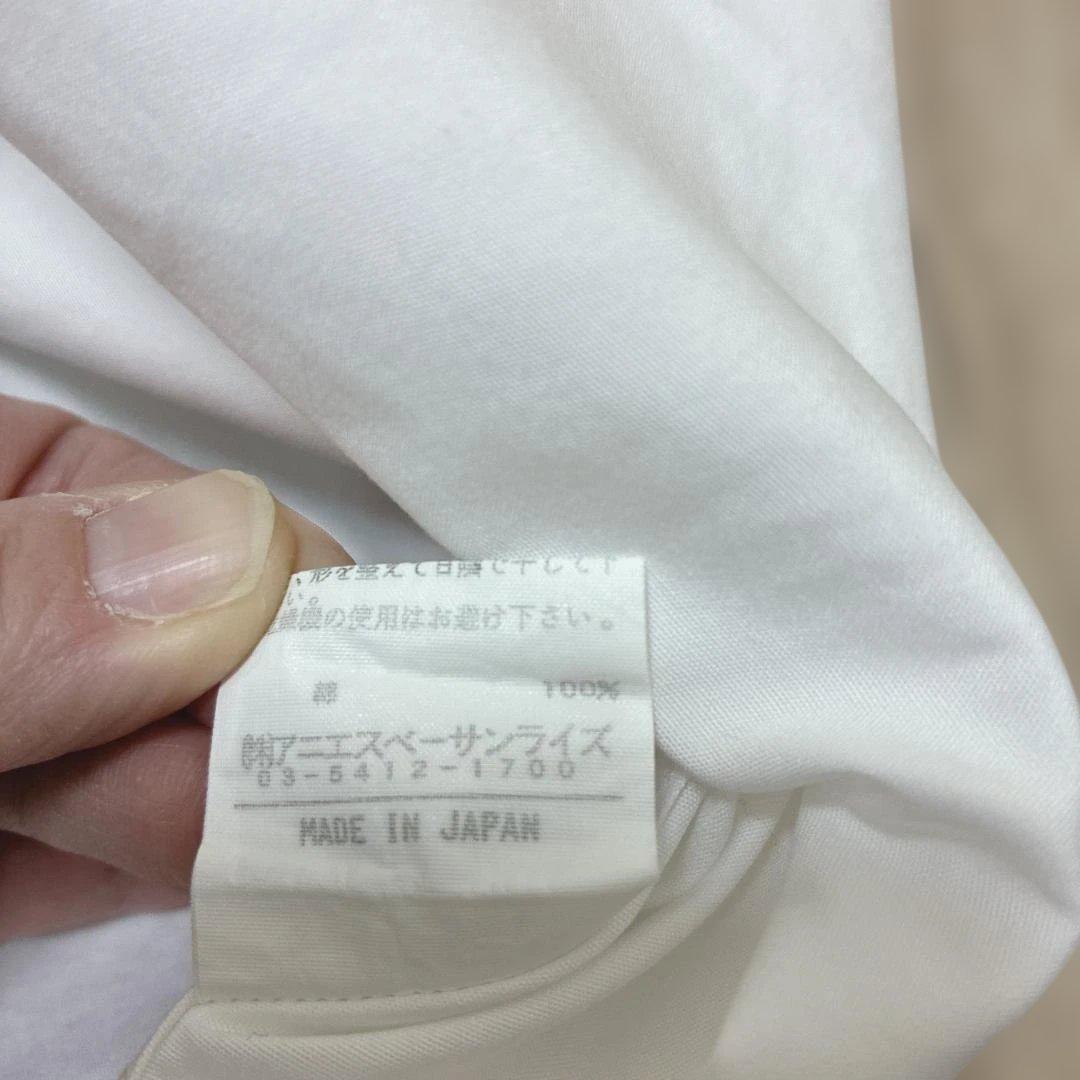 、形を整えて日陰で干して下
い。
燥機の使用はお避け下さい。
綿 100%
㈱アニエスベーサンライズ
03-5412-1700
MADE IN JAPAN